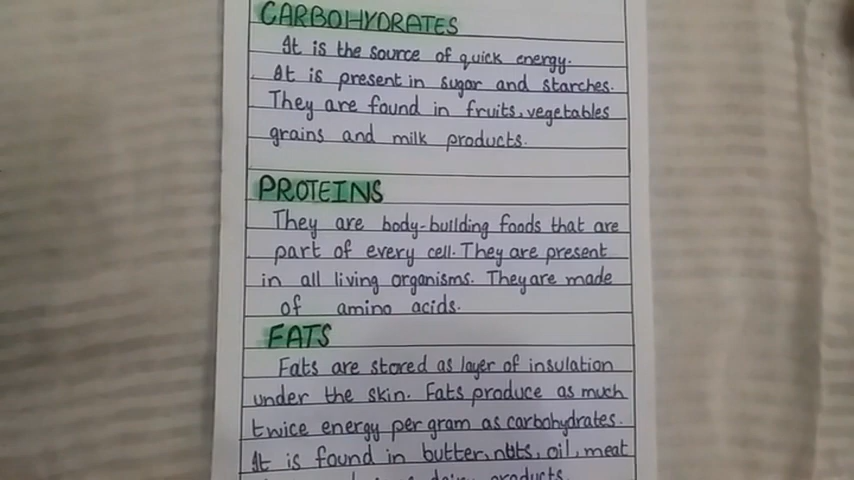 CARBOHYDRATES
It is the source of quick energy.
It is present in sugar and starches.
They are found in fruits, vegetables
grains and milk products.
PROTEINS
They are body-building foods that are
part of every cell. They are present
in all living organisms. They are made
of amino acids.
FATS
Fats are stored as layer of insulation
under the skin. Fats produce as much
twice energy per gram as carbohydrates.
It is found in butter, nuts, oil, meat
products.